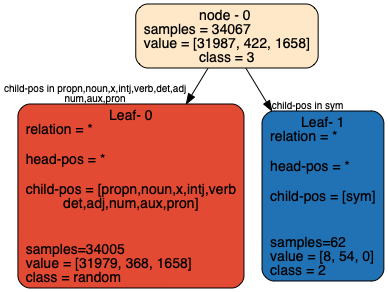 node - 0
samples = 34067
value = [31987, 422, 1658]
class = 3
child-pos in propn,noun,x,intj,verb,det,adj
num,aux,pron
child-pos in sym
Leaf- 0
relation = *
head-pos = *
child-pos = [propn,noun,x,intj,verb
det,adj,num,aux,pron]
samples=34005
value = [31979, 368, 1658]
class = random
Leaf- 1
relation = *
head-pos = *
child-pos = [sym]
samples=62
value = [8, 54, 0]
class = 2